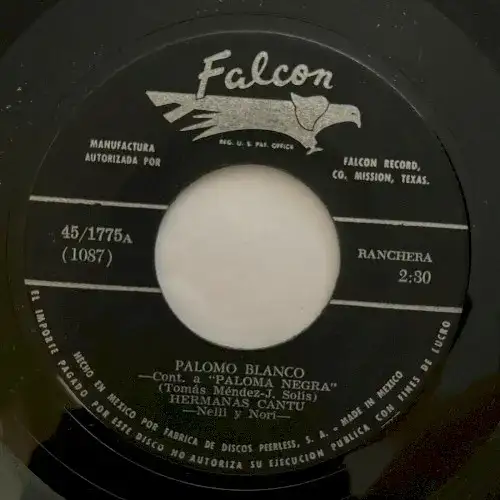 Falcon
REG. U. S. PAT. OFFICE
MANUFACTURA
AUTORIZADA POR
FALCON RECORD,
CO. MISSION, TEXAS.
45/1775A
(1087)
RANCHERA
2:30
PALOMO BLANCO
—Cont. a "PALOMA NEGRA"
(Tomás Méndez-J. Solís)
HERMANAS CANTU
—Nelli y Nori—
HECHO EN MEXICO POR FABRICA DE DISCOS PEERLESS, S. A. - MADE IN MEXICO
EL IMPORTE PAGADO POR ESTE DISCO NO AUTORIZA SU EJECUCION PUBLICA CON FINES DE LUCRO